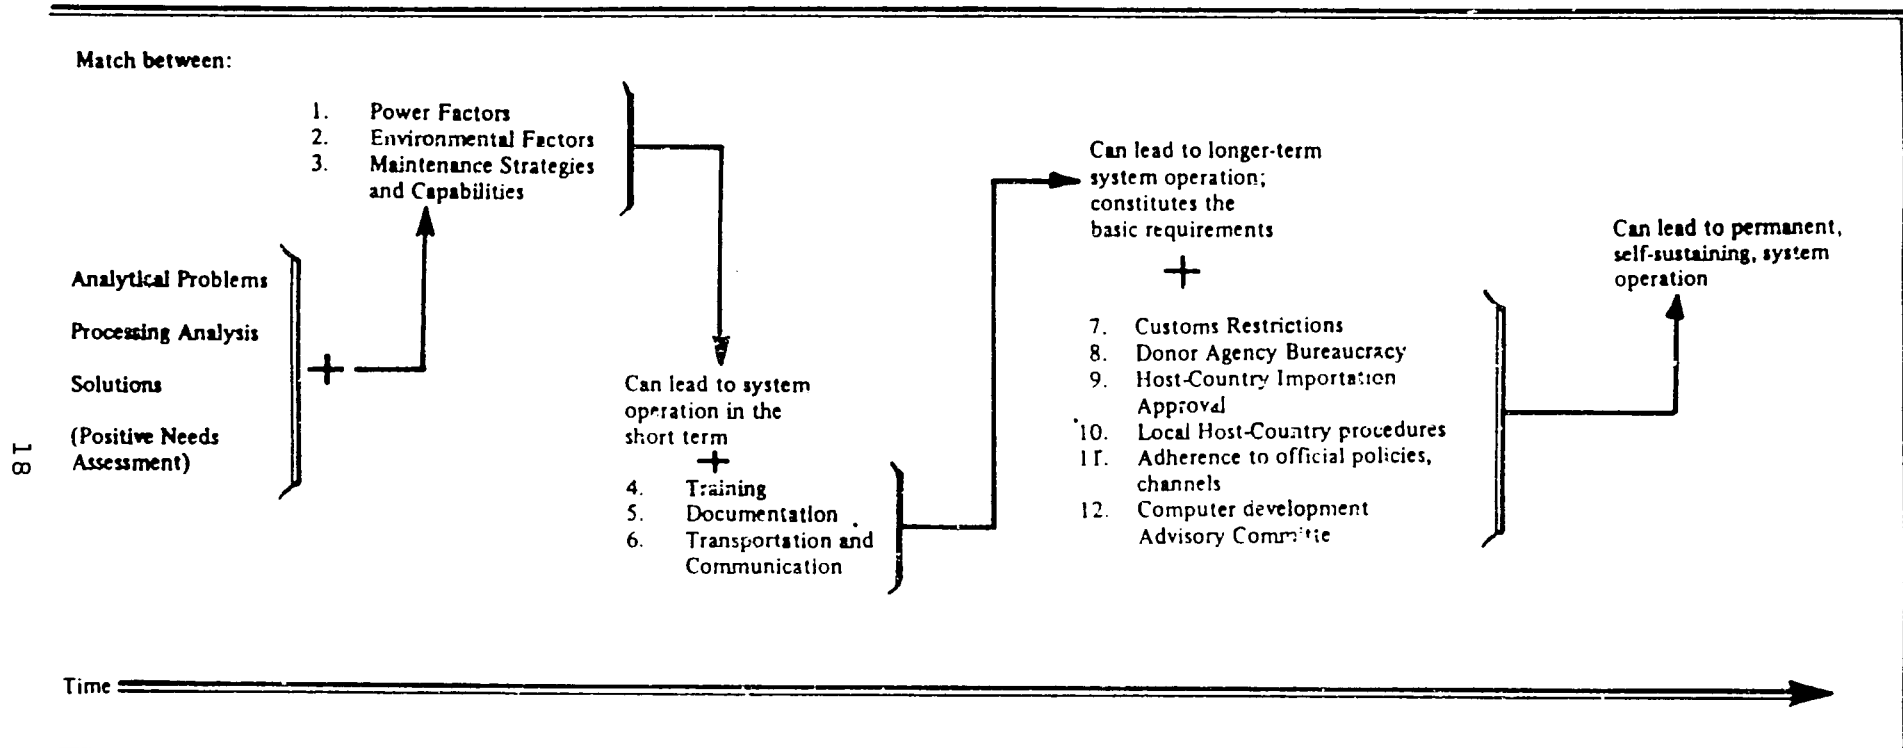 Match between:
1. Power Factors
2. Environmental Factors
3. Maintenance Strategies
and Capabilities
Analytical Problems
Processing Analysis
Solutions
(Positive Needs
Assessment)
+
Can lead to system
operation in the
short term
+
4. Training
5. Documentation
6. Transportation and
Communication
Can lead to longer-term
system operation;
constitutes the
basic requirements
+
7. Customs Restrictions
8. Donor Agency Bureaucracy
9. Host-Country Importation
Approval
10. Local Host-Country procedures
11. Adherence to official policies,
channels
12. Computer development
Advisory
Can lead to permanent,
self-sustaining, system
operation
Time
18